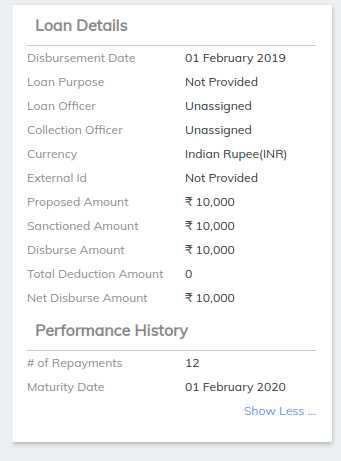 Loan Details
Disbursement Date 01 February 2019
Loan Purpose Not Provided
Loan Officer Unassigned
Collection Officer Unassigned
Currency Indian Rupee(INR)
External Id Not Provided
Proposed Amount ₹ 10,000
Sanctioned Amount ₹ 10,000
Disburse Amount ₹ 10,000
Total Deduction Amount 0
Net Disburse Amount ₹ 10,000
Performance History
# of Repayments 12
Maturity Date 01 February 2020
Show Less ...